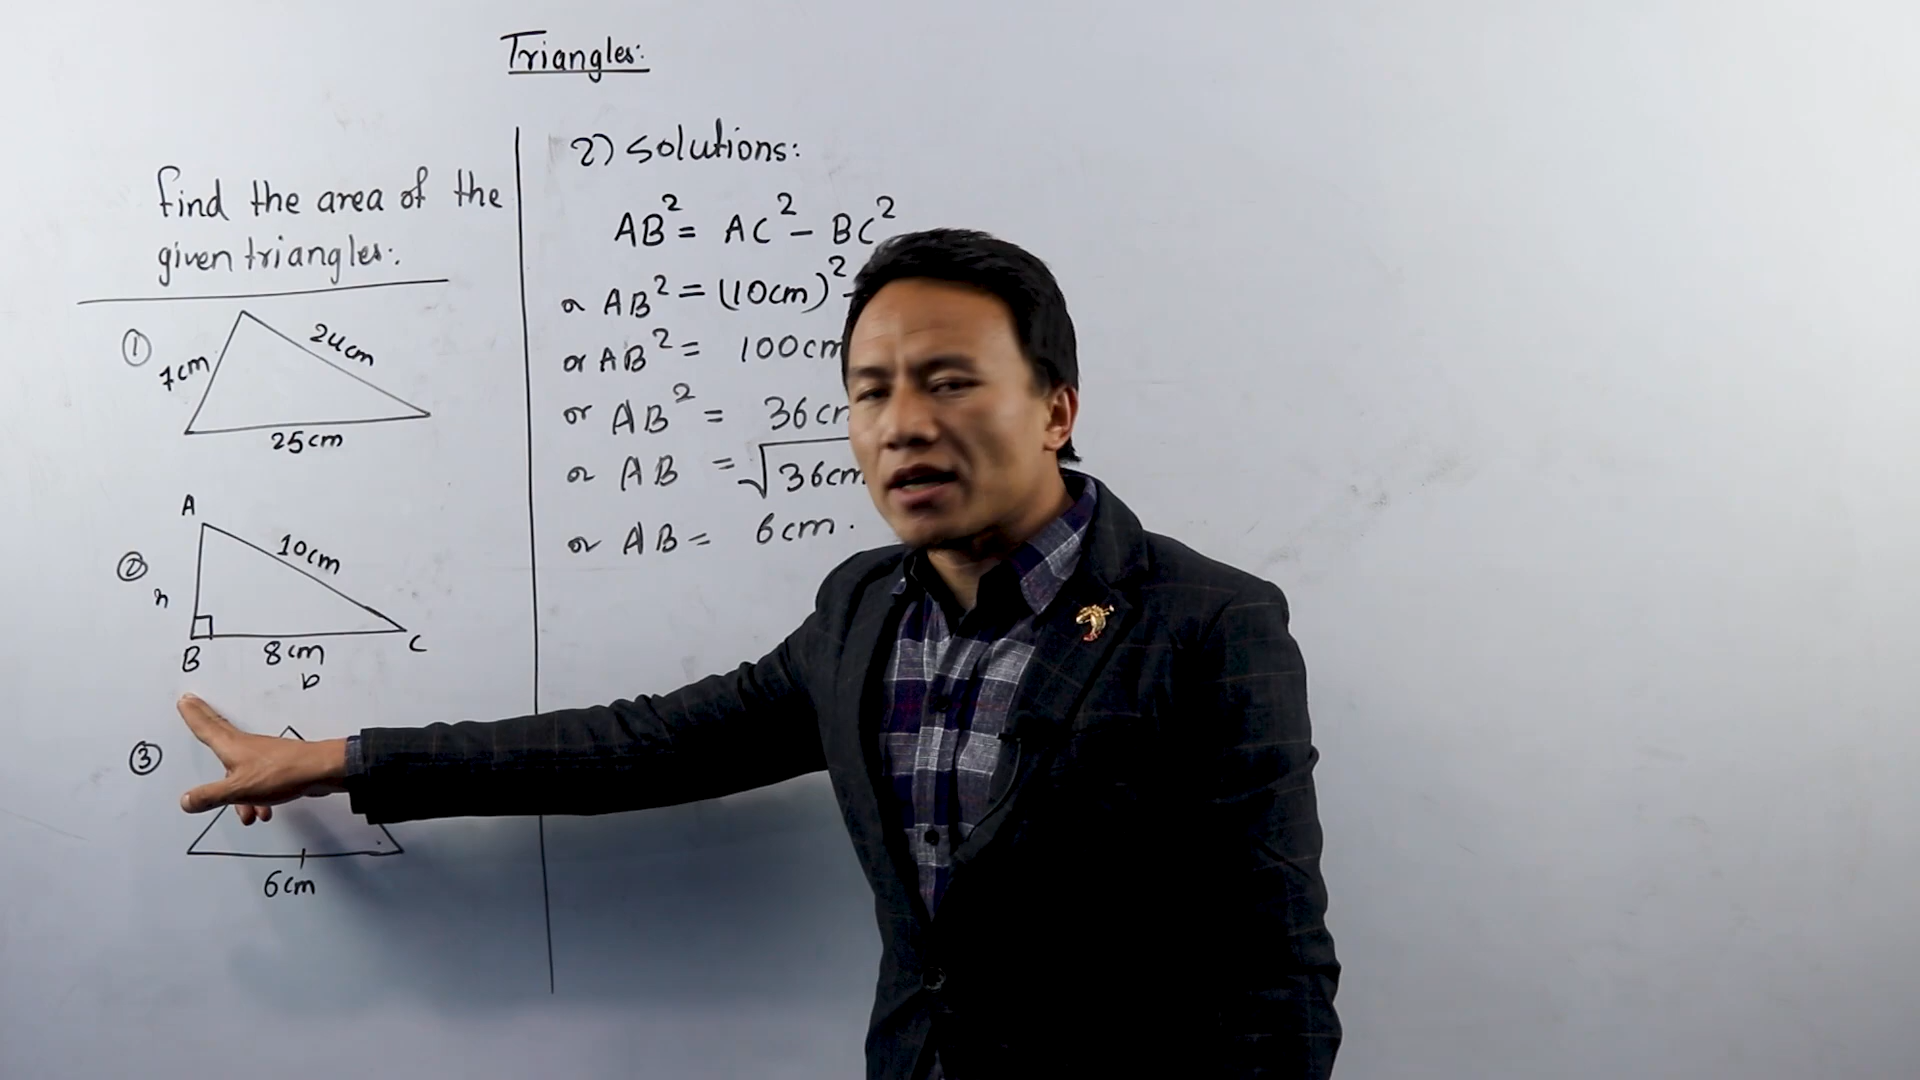 Triangles:
Find the area of the
given triangles:
①
7cm
24cm
25cm
②
A
10cm
h
B
8cm
C
b
③
6cm
2) Solutions:
AB² = AC² - BC²
or AB² = (10cm)² -
or AB² = 100cm
or AB² = 36cm
or AB = √36cm
or AB = 6cm.